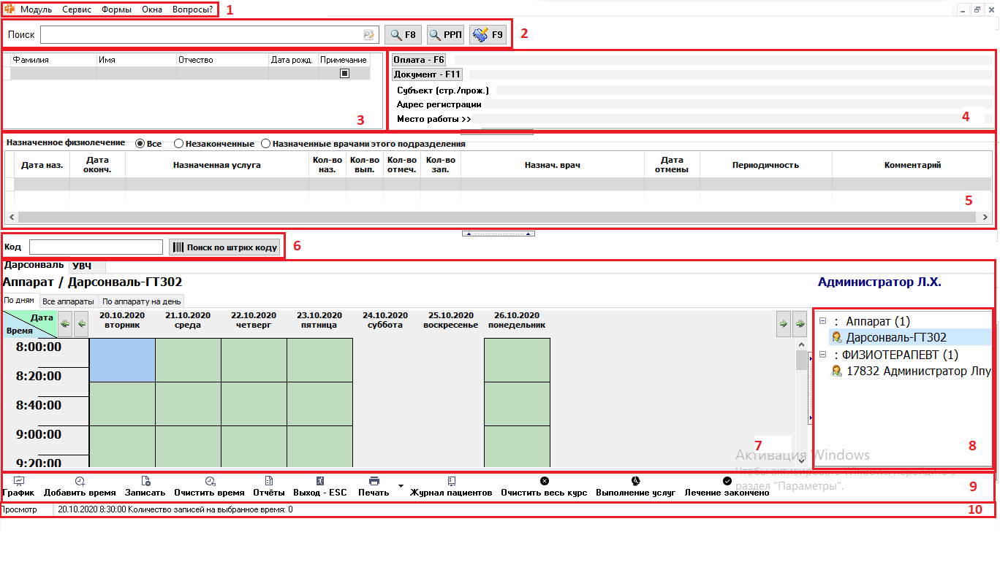 Модуль Сервис Формы Окна Вопросы? 1
Поиск F8 РРП F9 2
Фамилия Имя Отчество Дата рожд. Примечание
3
Оплата - F6
Документ - F11
Субъект (стр./прож.)
Адрес регистрации
Место работы >>
4
Назначенное физиолечение Все Незаконченные Назначенные врачами этого подразделения
Дата наз. Дата оконч. Назначенная услуга Кол-во наз. Кол-во вып. Кол-во отмеч. Кол-во зап. Назнач. врач Дата отмены Периодичность Комментарий
5
Код Поиск по штрих коду 6
Дарсонваль УВЧ
Аппарат / Дарсонваль-ГТ302 Администратор Л.Х.
По дням Все аппараты По аппарату на день
Дата Время
20.10.2020 21.10.2020 22.10.2020 23.10.2020 24.10.2020 25.10.2020 26.10.2020
вторник среда четверг пятница суббота воскресенье понедельник
8:00:00
8:20:00
8:40:00
9:00:00
9:20:00
7
: Аппарат (1)
Дарсонваль-ГТ302
: ФИЗИОТЕРАПЕВТ (1)
17832 Администратор Лпу
8
Активация Windows
Чтобы активировать Windows, перейдите в
раздел "Параметры".
График Добавить время Записать Очистить время Отчёты Выход - ESC Печать Журнал пациентов Очистить весь курс Выполнение услуг Лечение закончено
9
Просмотр 20.10.2020 8:30:00 Количество записей на выбранное время: 0 10